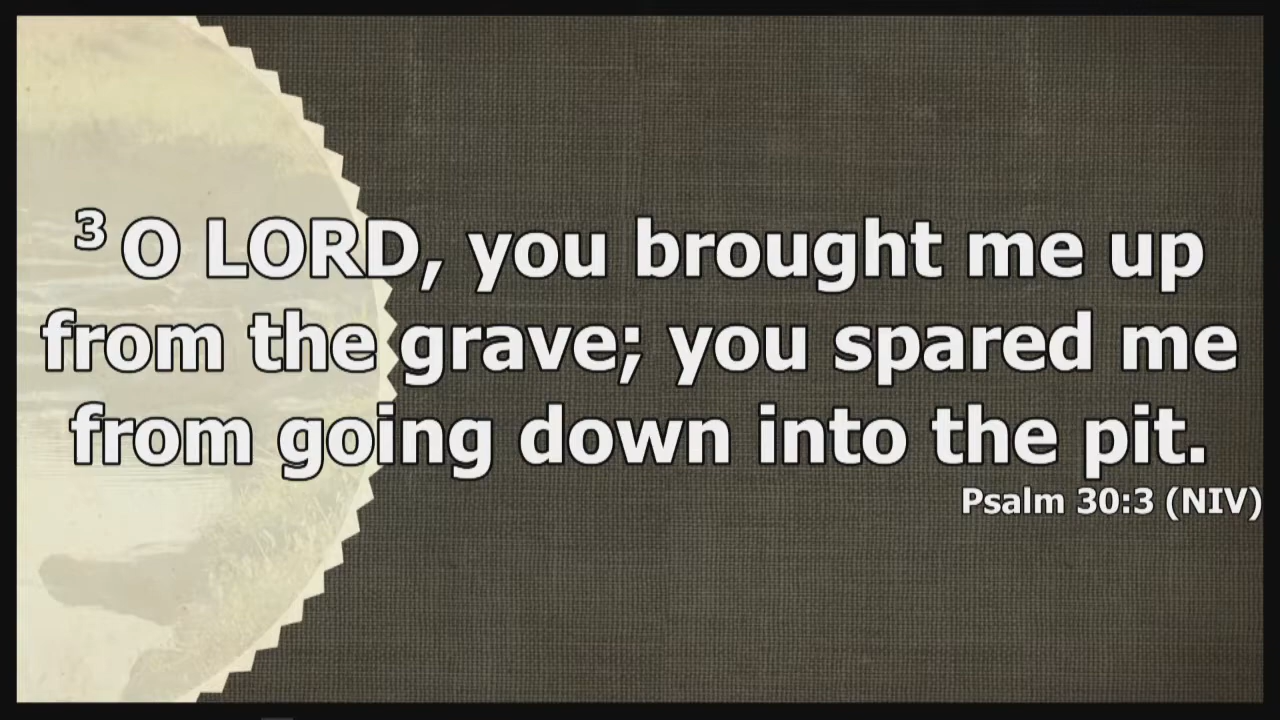 3 O LORD, you brought me up
from the grave; you spared me
from going down into the pit.
Psalm 30:3 (NIV)